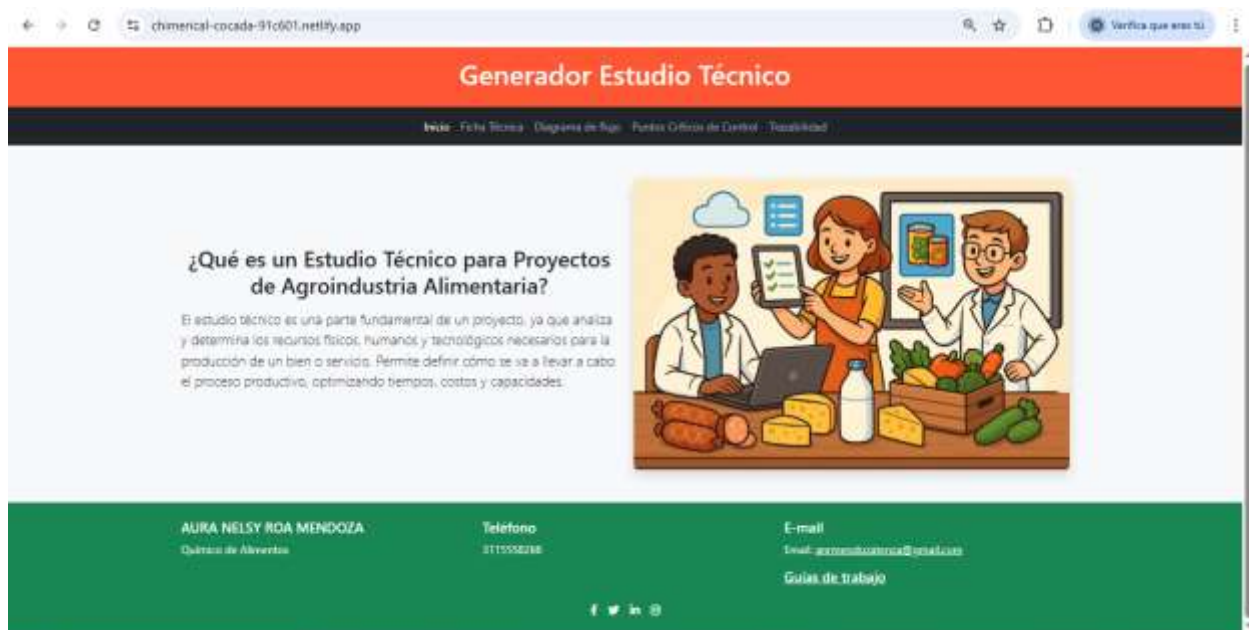 chimerical-cocada-91c601.netlify.app
Verifica que eres tú
Generador Estudio Técnico
Inicio Ficha Técnica Diagrama de flujo Puntos Críticos de Control Trazabilidad
¿Qué es un Estudio Técnico para Proyectos
de Agroindustria Alimentaria?
El estudio técnico es una parte fundamental de un proyecto, ya que analiza
y determina los recursos físicos, humanos y tecnológicos necesarios para la
producción de un bien o servicio. Permite definir cómo se va a llevar a cabo
el proceso productivo, optimizando tiempos, costos y capacidades.
AURA NELSY ROA MENDOZA
Químico de Alimentos
Teléfono
E-mail
Email:
Guías de trabajo